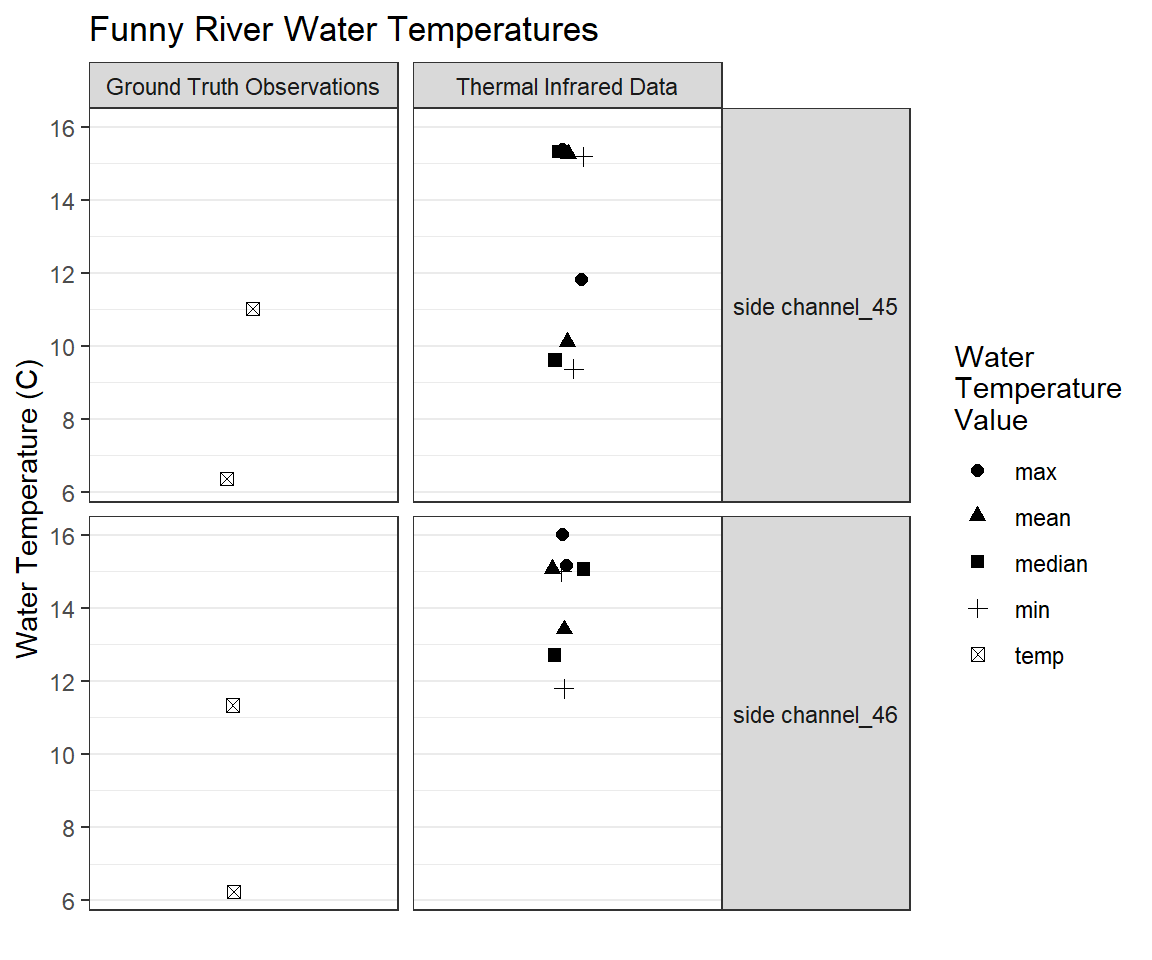 Funny River Water Temperatures
Ground Truth Observations
Thermal Infrared Data
Water Temperature (C)
16
14
12
10
8
6
side channel_45
16
14
12
10
8
6
side channel_46
Water
Temperature
Value
max
mean
median
min
temp